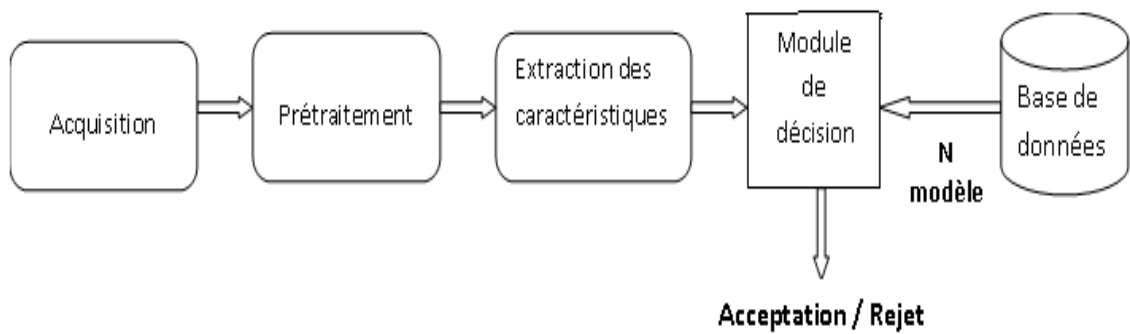 Acquisition
Prétraitement
Extraction des
caractéristiques
Module
de
décision
Base de
données
N
modèle
Acceptation / Rejet